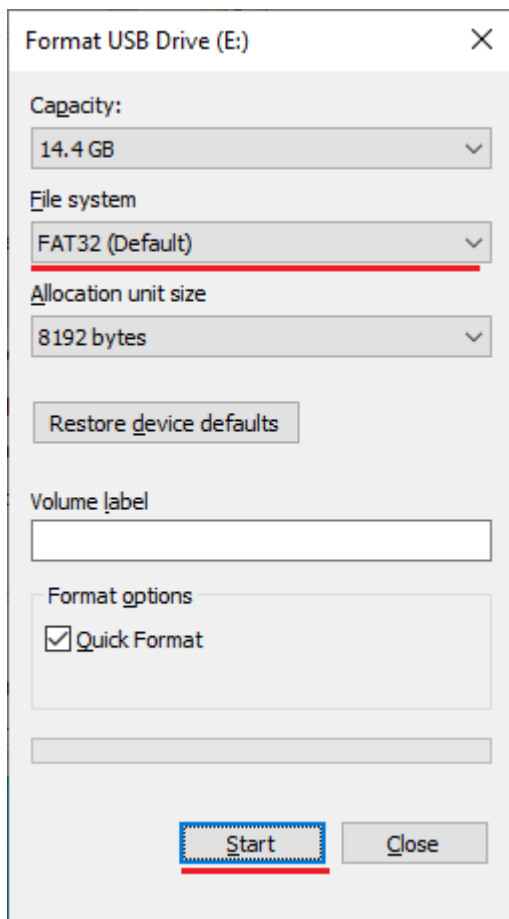 Format USB Drive (E:)
Capacity:
14.4 GB
File system
FAT32 (Default)
Allocation unit size
8192 bytes
Restore device defaults
Volume label
Format options
Quick Format
Start
Close